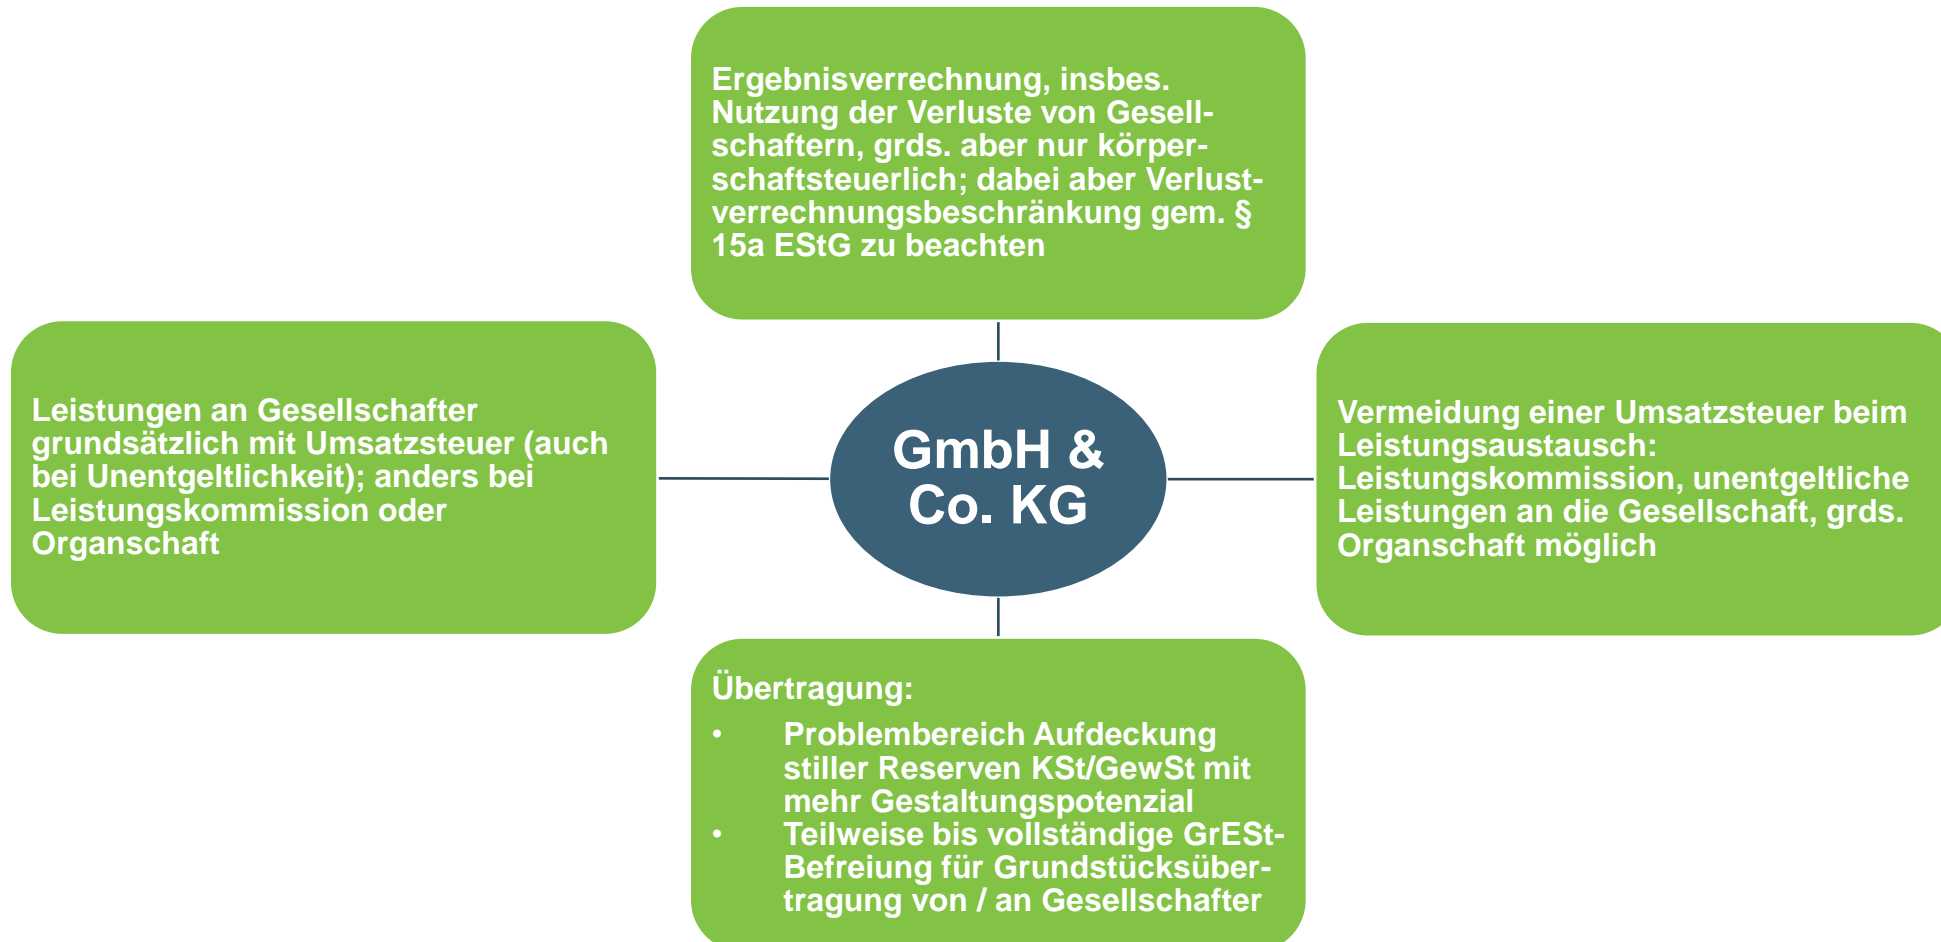 Ergebnisverrechnung, insbes.
Nutzung der Verluste von Gesell-
schaftern, grds. aber nur körper-
schaftsteuerlich; dabei aber Verlust-
verrechnungsbeschränkung gem. §
15a EStG zu beachten
Leistungen an Gesellschafter
grundsätzlich mit Umsatzsteuer (auch
bei Unentgeltlichkeit); anders bei
Leistungskommission oder
Organschaft
GmbH &
Co. KG
Vermeidung einer Umsatzsteuer beim
Leistungsaustausch:
Leistungskommission, unentgeltliche
Leistungen an die Gesellschaft, grds.
Organschaft möglich
Übertragung:
• Problembereich Aufdeckung
stiller Reserven KSt/GewSt mit
mehr Gestaltungspotenzial
• Teilweise bis vollständige GrESt-
Befreiung für Grundstücksüber-
tragung von / an Gesellschafter